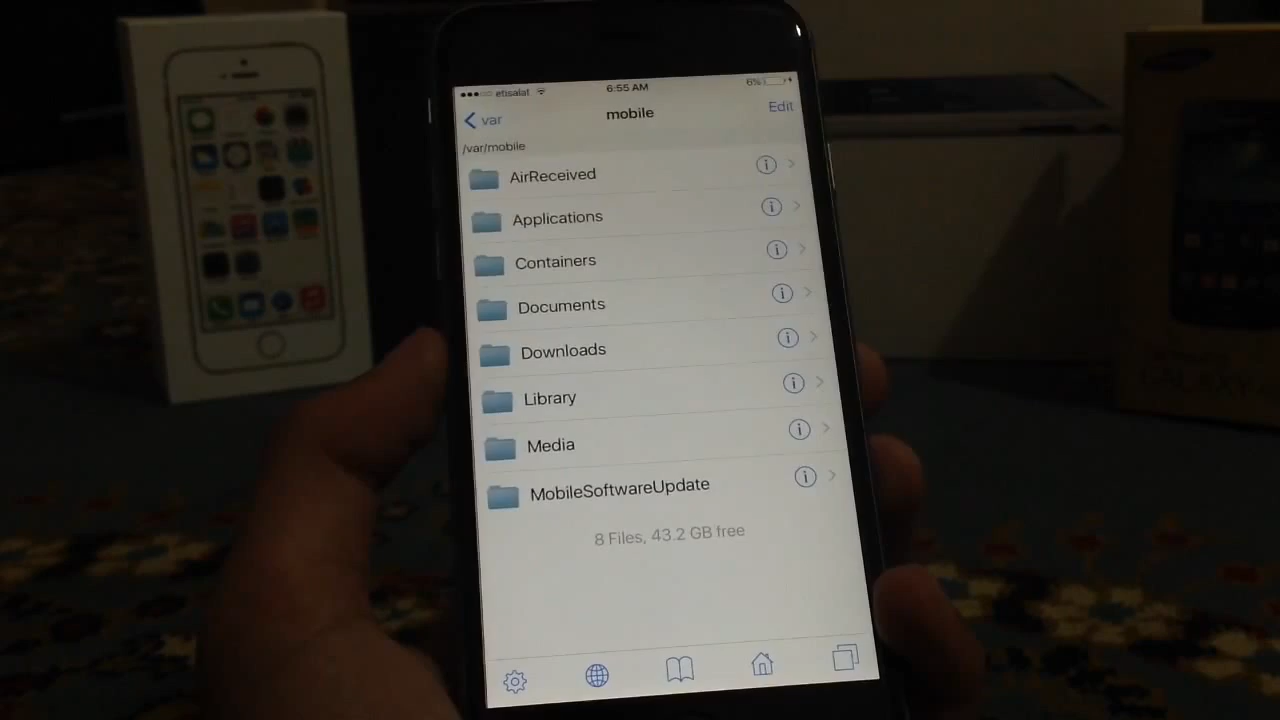 etisalat 6:55 AM 6%
var mobile Edit
/var/mobile
AirReceived
Applications
Containers
Documents
Downloads
Library
Media
MobileSoftwareUpdate
8 Files, 43.2 GB free
SAMSUNG